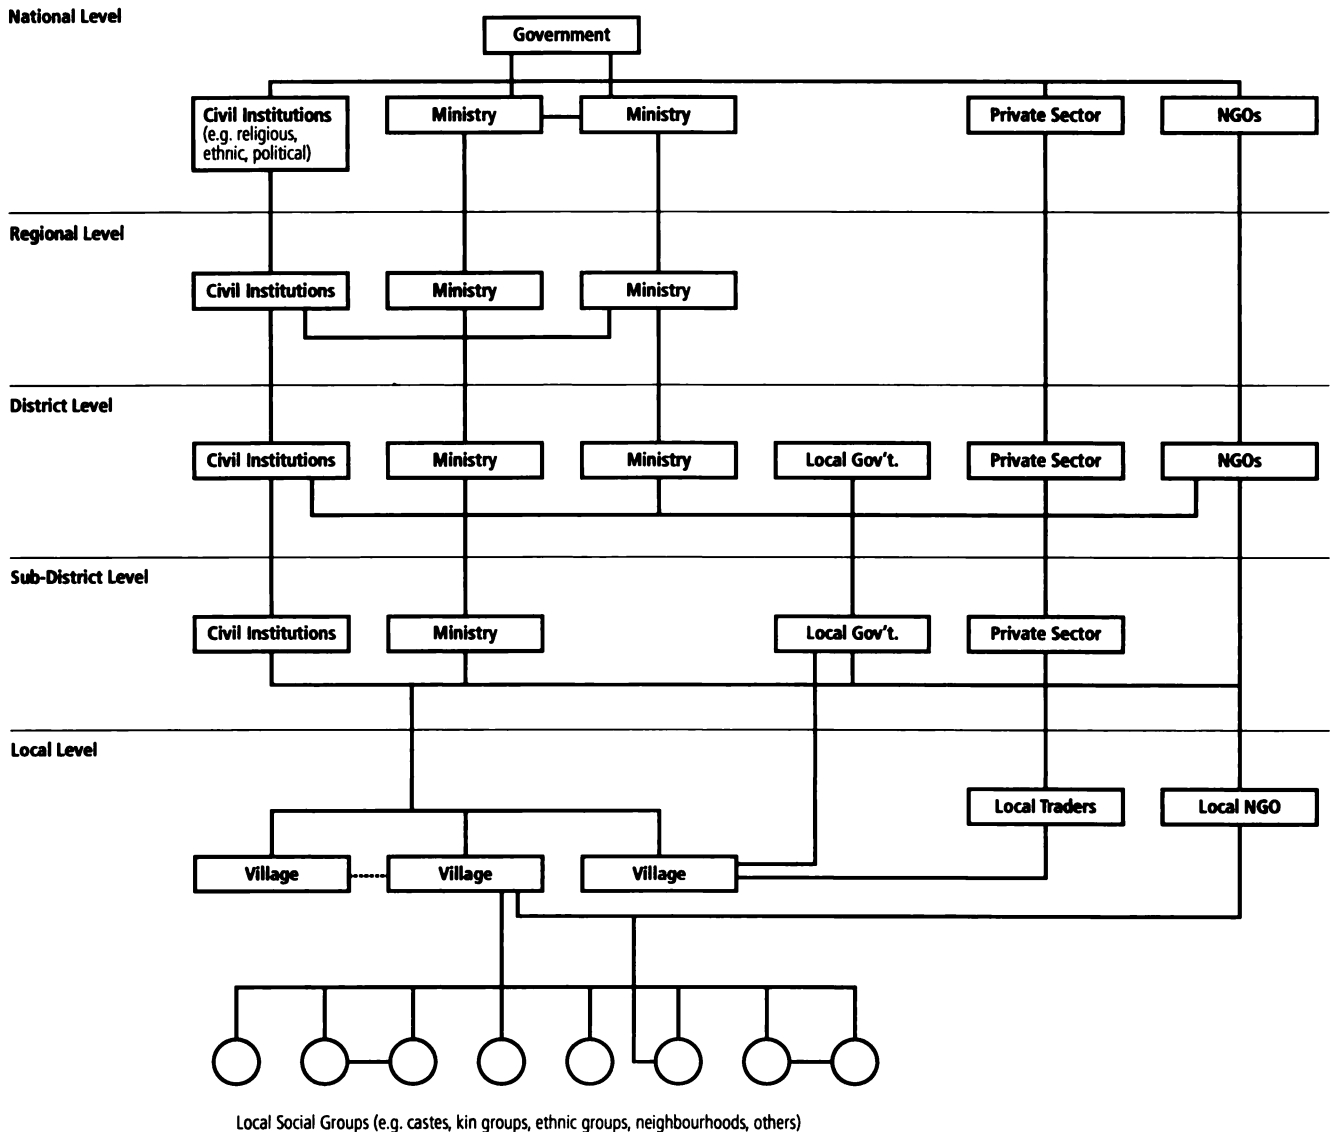 National Level
Government
Civil Institutions
(e.g. religious,
ethnic, political)
Ministry
Ministry
Private Sector
NGOs
Regional Level
Civil Institutions
Ministry
Ministry
District Level
Civil Institutions
Ministry
Ministry
Local Gov't.
Private Sector
NGOs
Sub-District Level
Civil Institutions
Ministry
Local Gov't.
Private Sector
Local Level
Local Traders
Local NGO
Village
Village
Village
Local Social Groups (e.g. castes, kin groups, ethnic groups, neighbourhoods, others)